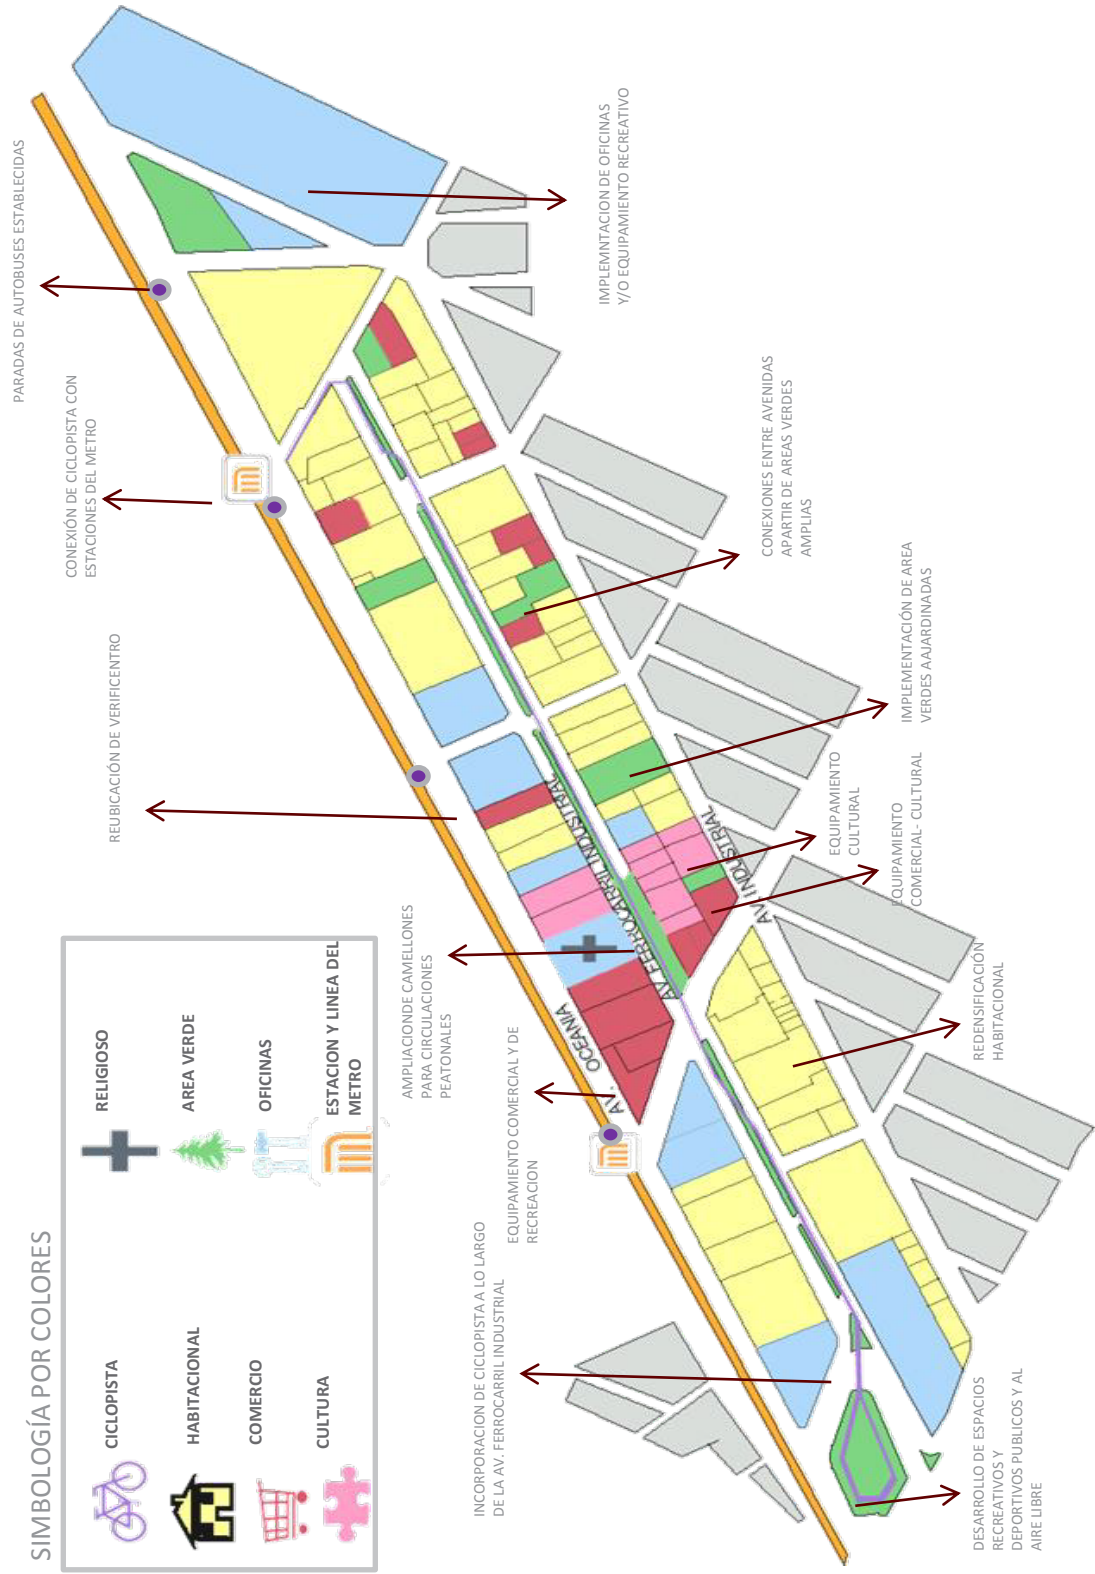 SIMBOLOGÍA POR COLORES
CICLOPISTA
HABITACIONAL
COMERCIO
CULTURA
RELIGIOSO
AREA VERDE
OFICINAS
ESTACION Y LINEA DEL
METRO
INCORPORACION DE CICLOPISTA A LO LARGO
DE LA AV. FERROCARRIL INDUSTRIAL
EQUIPAMIENTO COMERCIAL Y DE
RECREACION
AMPLIACIONDE CAMELLONES
PARA CIRCULACIONES
PEATONALES
REUBICACIÓN DE VERIFICENTRO
CONEXIÓN DE CICLOPISTA CON
ESTACIONES DEL METRO
PARADAS DE AUTOBUSES ESTABLECIDAS
AV. OCEANIA
AV. FERROCARRIL INDUSTRIAL
AV. INDUSTRIAL
DESARROLLO DE ESPACIOS
RECREATIVOS Y
DEPORTIVOS PUBLICOS Y AL
AIRE LIBRE
REDENSIFICACIÓN
HABITACIONAL
EQUIPAMIENTO
COMERCIAL- CULTURAL
EQUIPAMIENTO
CULTURAL
IMPLEMENTACIÓN DE AREA
VERDES AAJARDINADAS
CONEXIONES ENTRE AVENIDAS
APARTIR DE AREAS VERDES
AMPLIAS
IMPLEMNTACION DE OFICINAS
Y/O EQUIPAMIENTO RECREATIVO